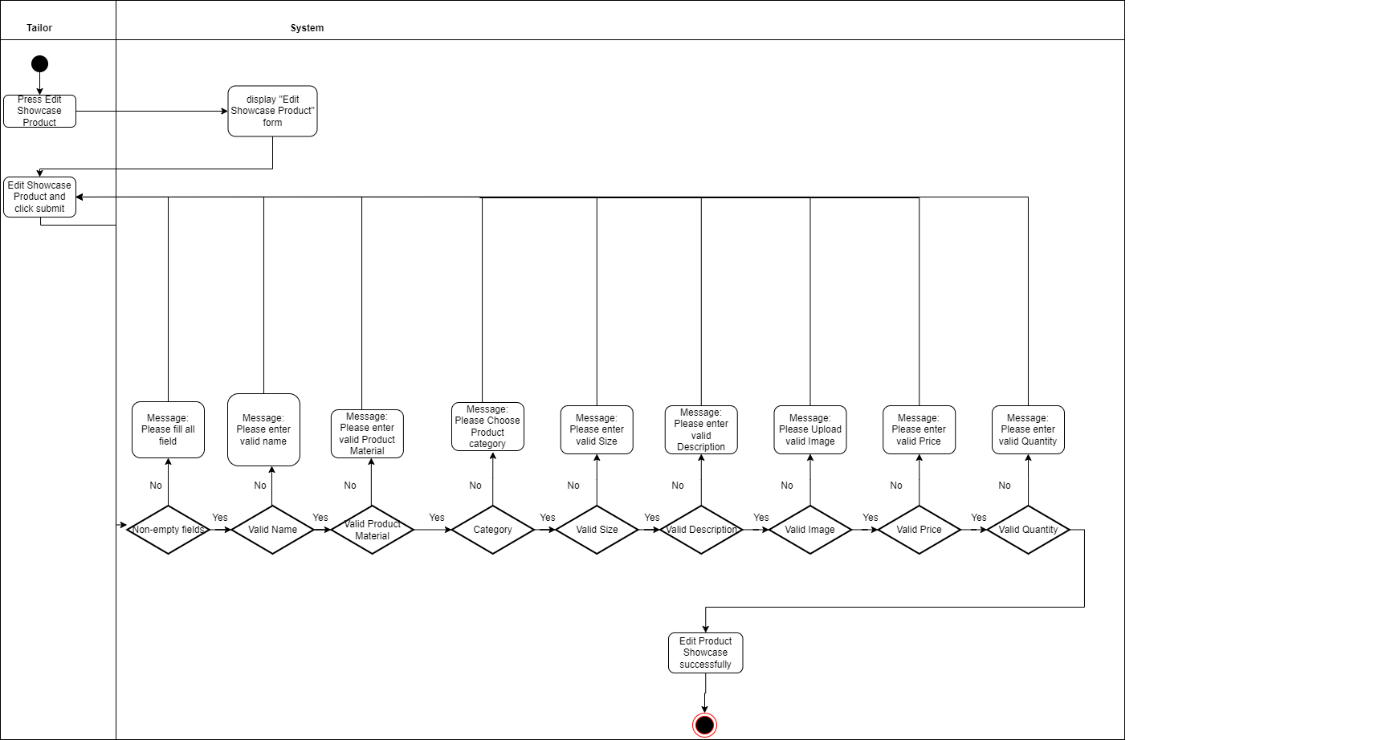 Tailor
System
Press Edit
Showcase
Product
display "Edit
Showcase Product"
form
Edit Showcase
Product and
click submit
Message:
Please fill all
field
Message:
Please enter
valid name
Message:
Please enter
valid Product
Material
Message:
Please Choose
Product
category
Message:
Please enter
valid Size
Message:
Please enter
valid
Description
Message:
Please Upload
valid Image
Message:
Please enter
valid Price
Message:
Please enter
valid Quantity
No
No
No
No
No
No
No
No
No
Non-empty fields
Yes
Valid Name
Yes
Valid Product
Material
Yes
Category
Yes
Valid Size
Yes
Valid Description
Yes
Valid Image
Yes
Valid Price
Yes
Valid Quantity
Edit Product
Showcase
successfully